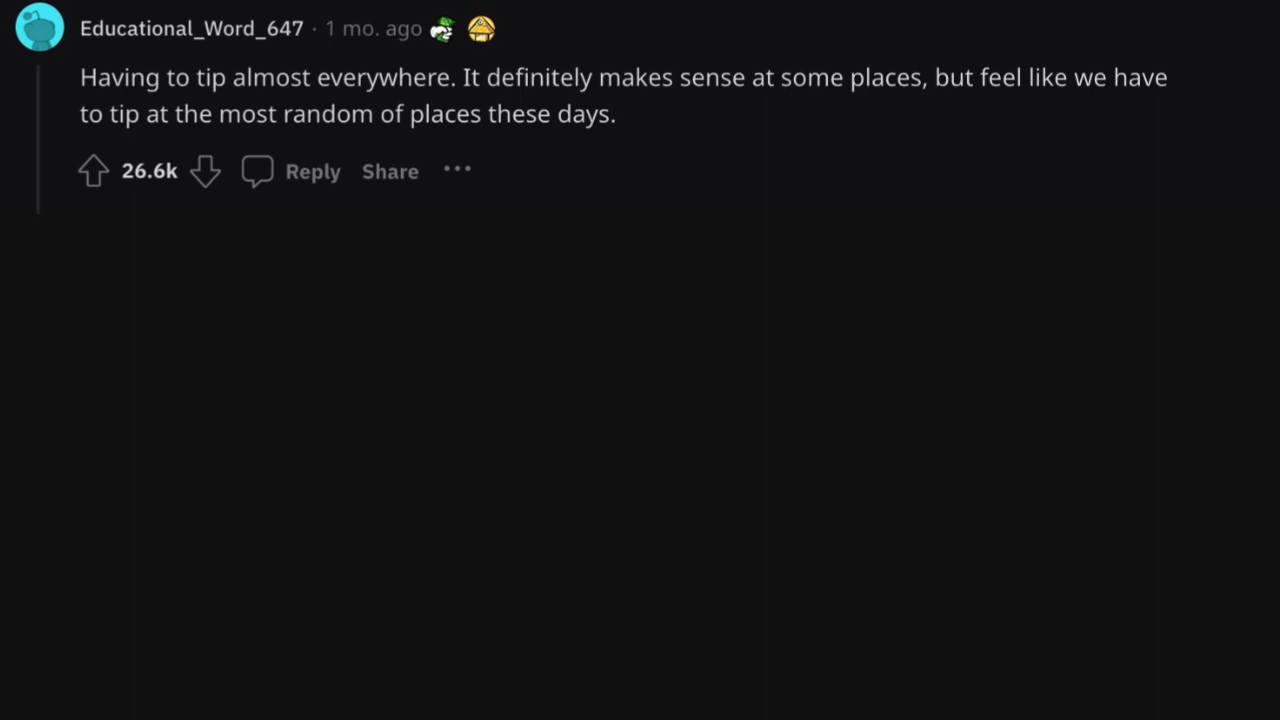 Educational_Word_647 · 1 mo. ago
Having to tip almost everywhere. It definitely makes sense at some places, but feel like we have
to tip at the most random of places these days.
26.6k Reply Share ···